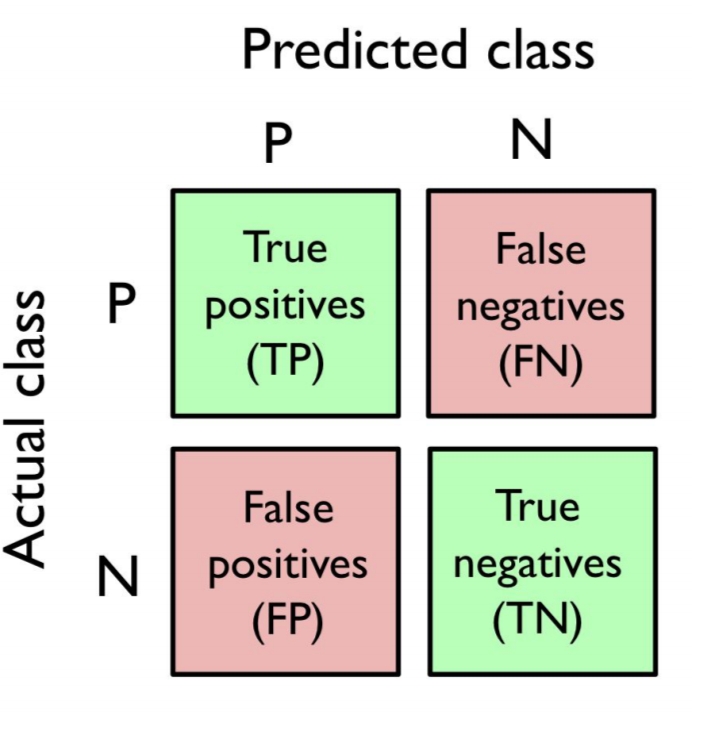 Predicted class
P
N
Actual class
P
True
positives
(TP)
False
negatives
(FN)
N
False
positives
(FP)
True
negatives
(TN)